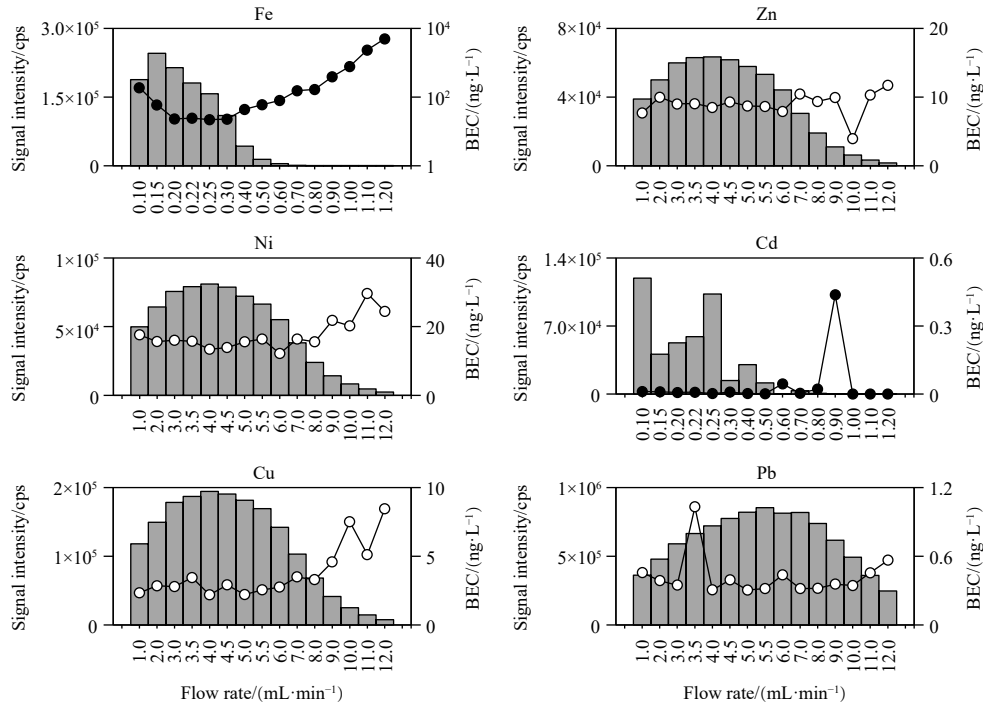 Fe
Signal intensity/cps
3.0×10⁵
1.5×10⁵
0
10⁴
10²
1
BEC/(ng·L⁻¹)
0.10 0.15 0.20 0.22 0.25 0.30 0.40 0.50 0.60 0.70 0.80 0.90 1.00 1.10 1.20
Zn
Signal intensity/cps
8×10⁴
4×10⁴
0
20
10
0
BEC/(ng·L⁻¹)
1.0 2.0 3.0 3.5 4.0 4.5 5.0 5.5 6.0 7.0 8.0 9.0 10.0 11.0 12.0
Ni
Signal intensity/cps
1×10⁵
5×10⁴
0
40
20
0
BEC/(ng·L⁻¹)
1.0 2.0 3.0 3.5 4.0 4.5 5.0 5.5 6.0 7.0 8.0 9.0 10.0 11.0 12.0
Cd
Signal intensity/cps
1.4×10⁵
7.0×10⁴
0
0.6
0.3
0
BEC/(ng·L⁻¹)
0.10 0.15 0.20 0.22 0.25 0.30 0.40 0.50 0.60 0.70 0.80 0.90 1.00 1.10 1.20
Cu
Signal intensity/cps
2×10⁵
1×10⁵
0
10
5
0
BEC/(ng·L⁻¹)
1.0 2.0 3.0 3.5 4.0 4.5 5.0 5.5 6.0 7.0 8.0 9.0 10.0 11.0 12.0
Flow rate/(mL·min⁻¹)
Pb
Signal intensity/cps
1×10⁶
5×10⁵
0
1.2
0.6
0
BEC/(ng·L⁻¹)
1.0 2.0 3.0 3.5 4.0 4.5 5.0 5.5 6.0 7.0 8.0 9.0 10.0 11.0 12.0
Flow rate/(mL·min⁻¹)